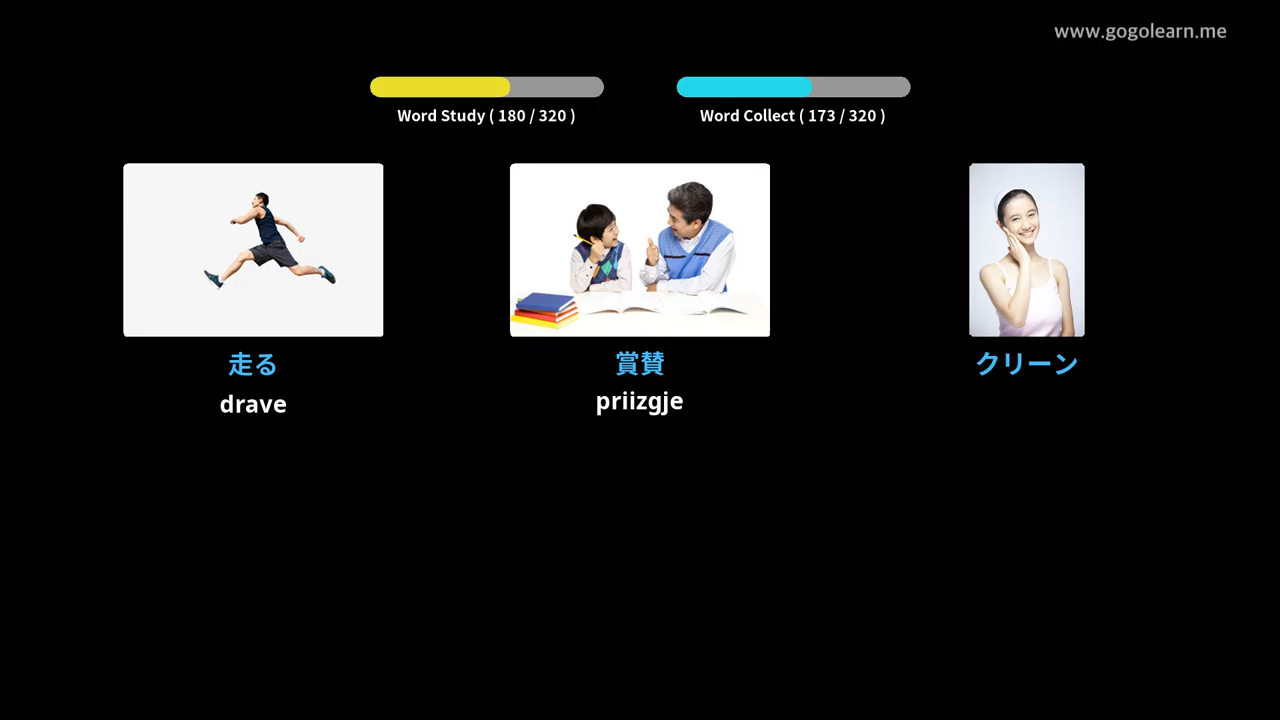 www.gogolearn.me
Word Study ( 180 / 320 )
Word Collect ( 173 / 320 )
走る
賞賛
クリーン
drave
priizgje